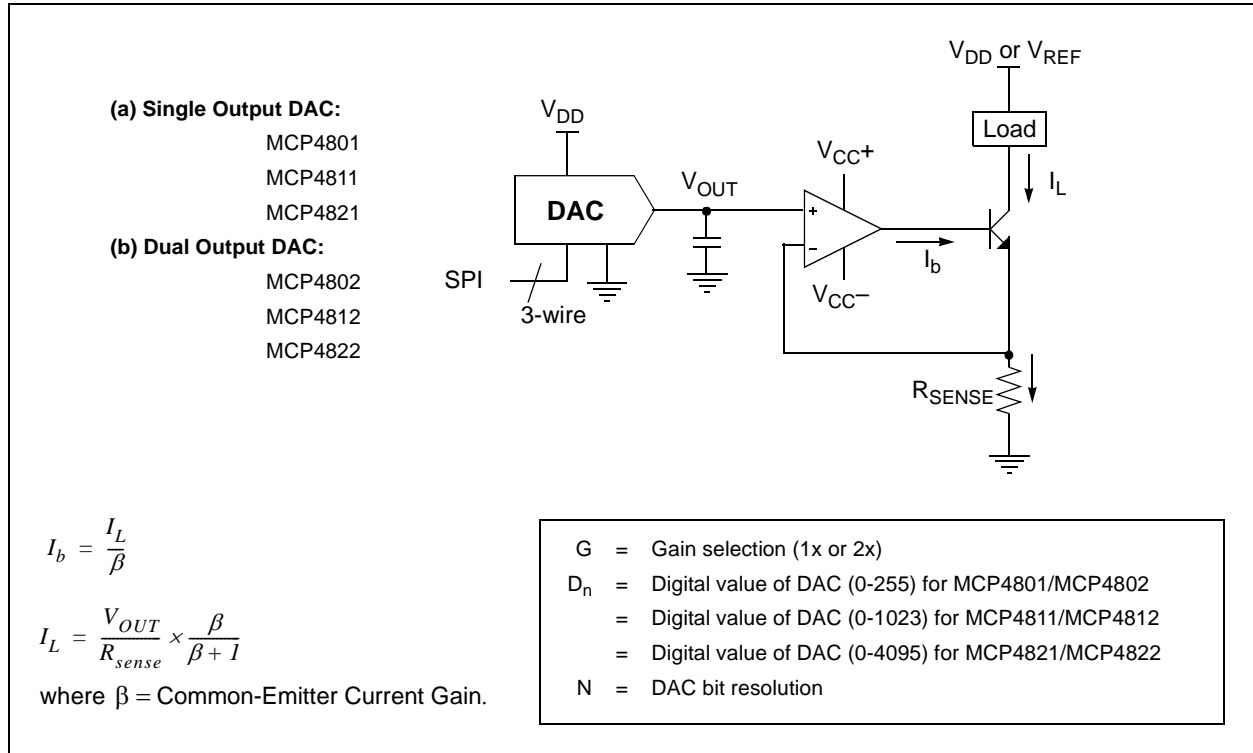 (a) Single Output DAC:
MCP4801
MCP4811
MCP4821
(b) Dual Output DAC:
MCP4802
MCP4812
MCP4822
V_DD
DAC
SPI
3-wire
V_OUT
V_CC+
V_CC–
I_b
V_DD or V_REF
Load
I_L
R_SENSE
I_b = I_L / β
I_L = V_OUT / R_sense × β / β + 1
where β = Common-Emitter Current Gain.
G = Gain selection (1x or 2x)
D_n = Digital value of DAC (0-255) for MCP4801/MCP4802
= Digital value of DAC (0-1023) for MCP4811/MCP4812
= Digital value of DAC (0-4095) for MCP4821/MCP4822
N = DAC bit resolution
+
–